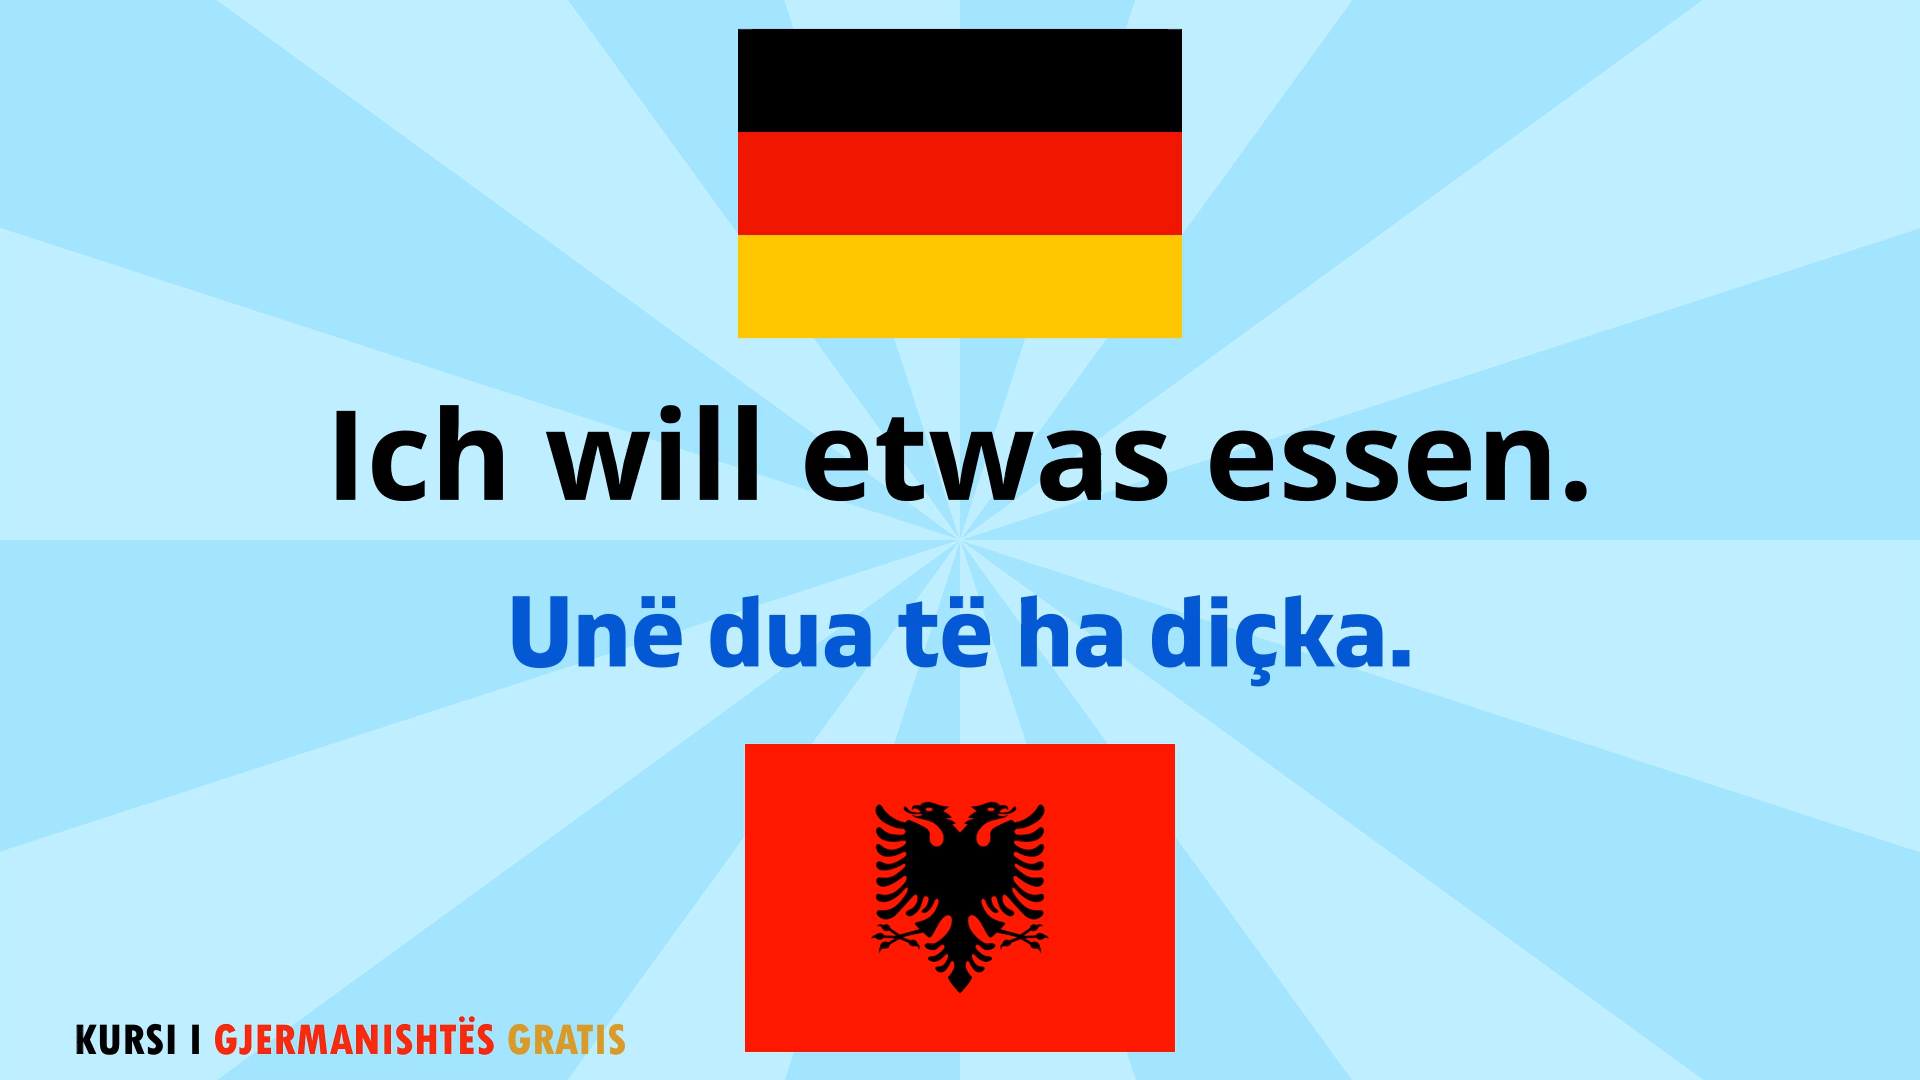 Ich will etwas essen.
Unë dua të ha diçka.
KURSI I GJERMANISHTËS GRATIS